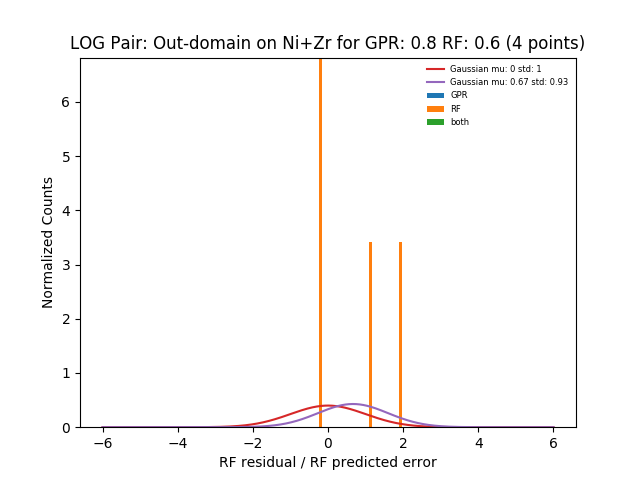 LOG Pair: Out-domain on Ni+Zr for GPR: 0.8 RF: 0.6 (4 points)
Gaussian mu: 0 std: 1
Gaussian mu: 0.67 std: 0.93
GPR
RF
both
Normalized Counts
6
5
4
3
2
1
0
−6 −4 −2 0 2 4 6
RF residual / RF predicted error